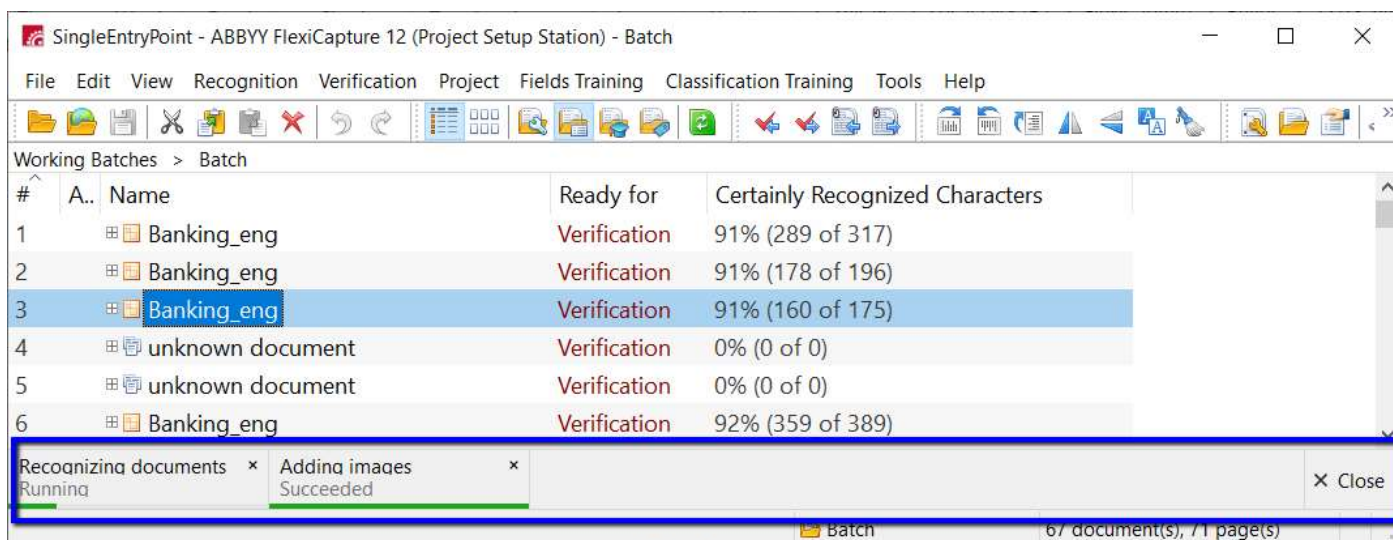 SingleEntryPoint - ABBYY FlexiCapture 12 (Project Setup Station) - Batch
File Edit View Recognition Verification Project Fields Training Classification Training Tools Help
Working Batches > Batch
# A.. Name Ready for Certainly Recognized Characters
1 Banking_eng Verification 91% (289 of 317)
2 Banking_eng Verification 91% (178 of 196)
3 Banking_eng Verification 91% (160 of 175)
4 unknown document Verification 0% (0 of 0)
5 unknown document Verification 0% (0 of 0)
6 Banking_eng Verification 92% (359 of 389)
Recognizing documents × Adding images × × Close
Running Succeeded
Batch 67 document(s), 71 page(s)